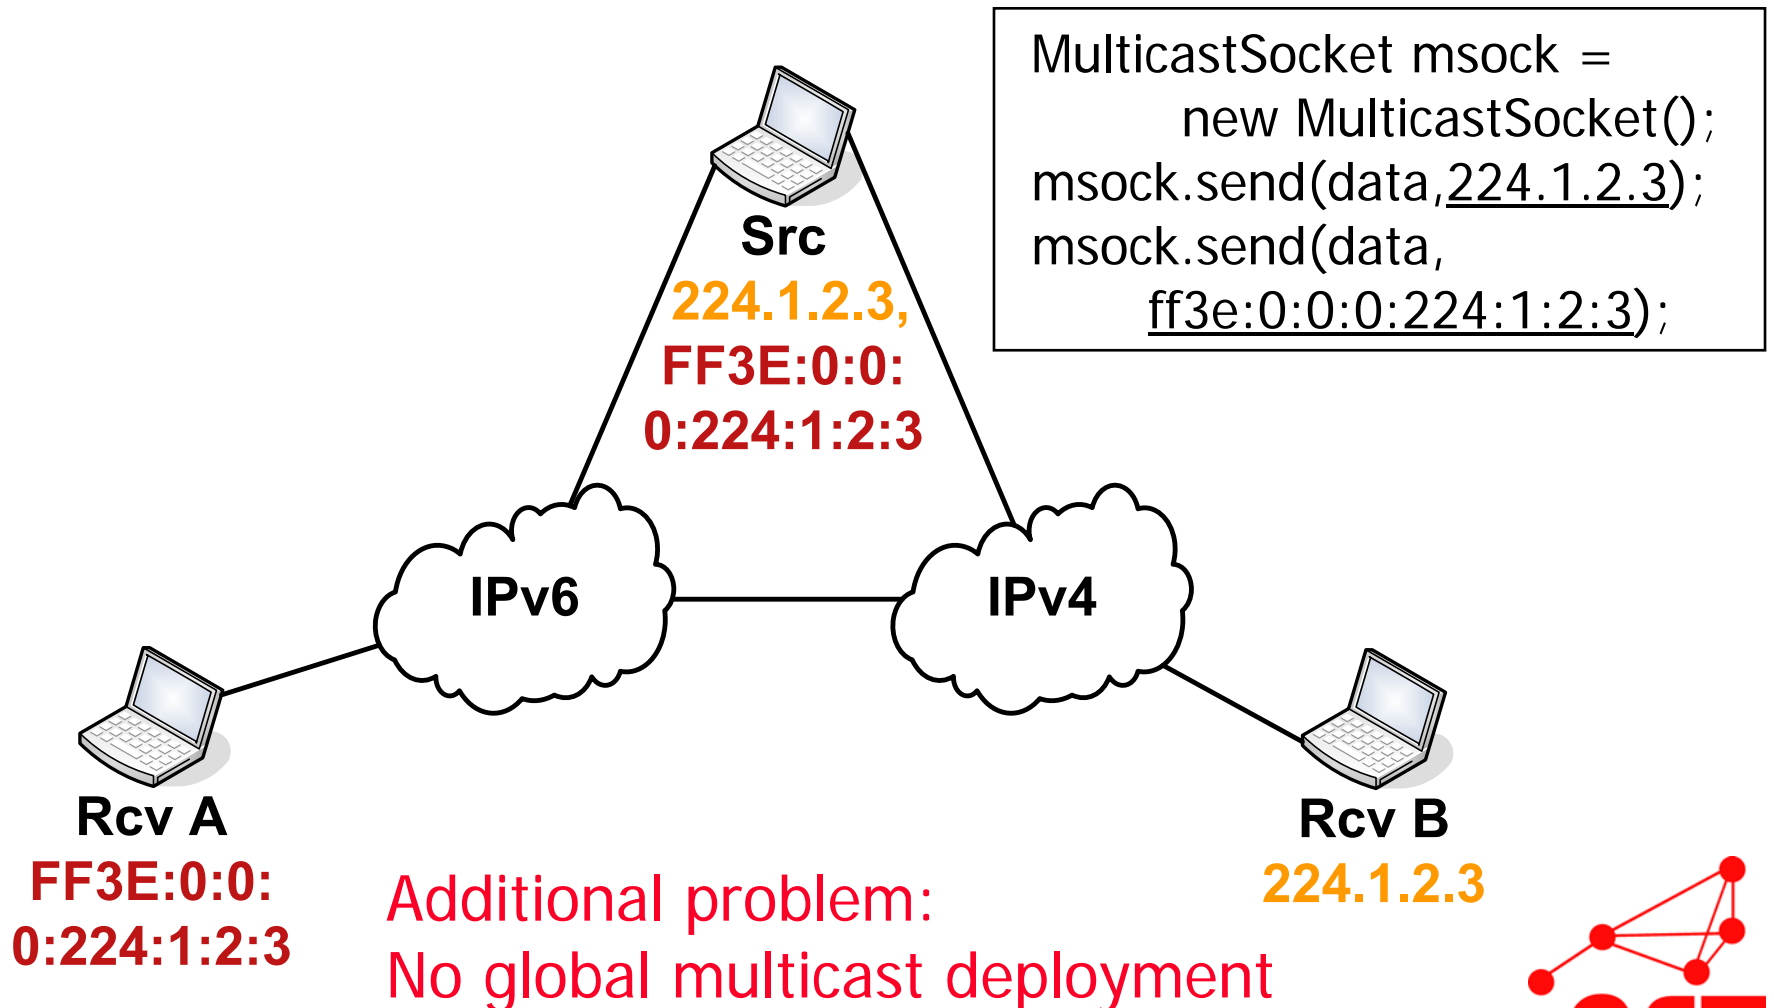 MulticastSocket msock =
new MulticastSocket();
msock.send(data,224.1.2.3);
msock.send(data,
ff3e:0:0:0:224:1:2:3);
Src
224.1.2.3,
FF3E:0:0:
0:224:1:2:3
IPv6
IPv4
Rcv A
FF3E:0:0:
0:224:1:2:3
Rcv B
224.1.2.3
Additional problem:
No global multicast deployment